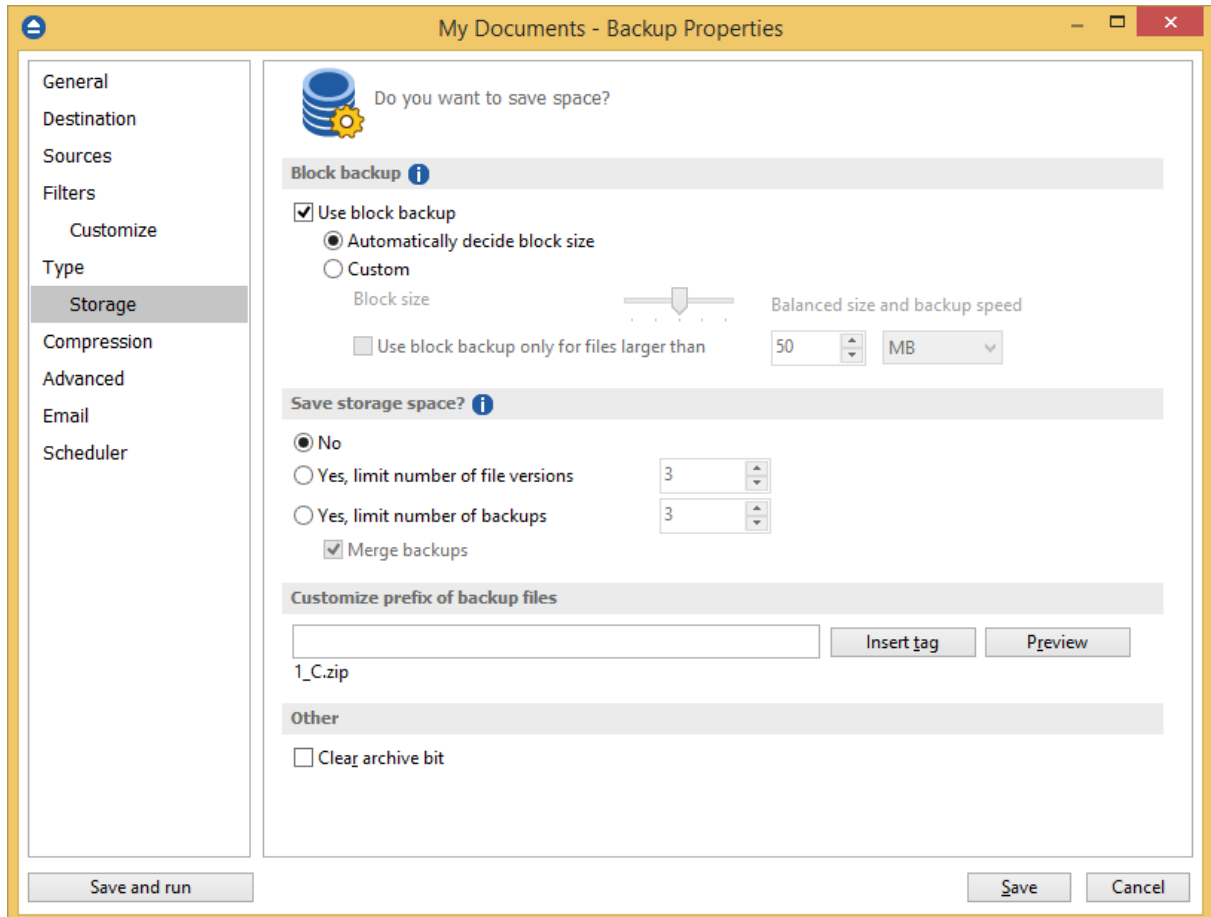 My Documents - Backup Properties
General
Destination
Sources
Filters
Customize
Type
Storage
Compression
Advanced
Email
Scheduler
Do you want to save space?
Block backup i
Use block backup
Automatically decide block size
Custom
Block size Balanced size and backup speed
Use block backup only for files larger than 50 MB
Save storage space? i
No
Yes, limit number of file versions 3
Yes, limit number of backups 3
Merge backups
Customize prefix of backup files
Insert tag Preview
1_C.zip
Other
Clear archive bit
Save and run Save Cancel